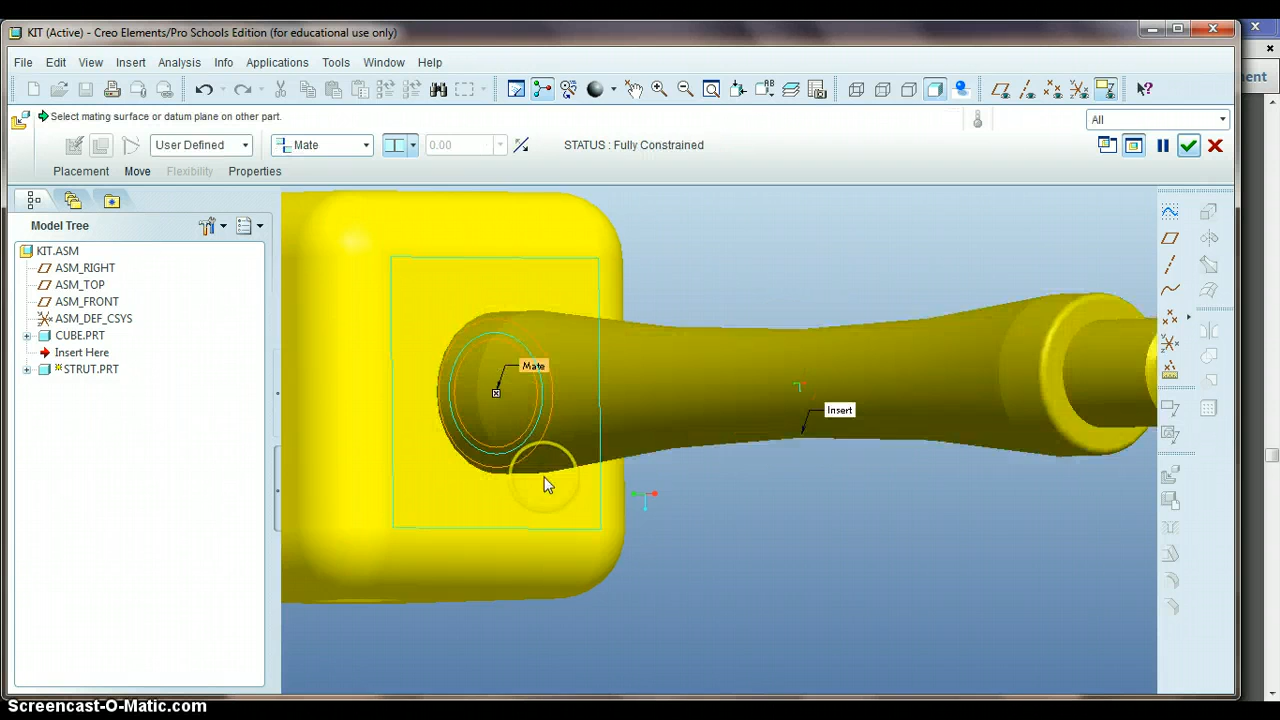 KIT (Active) - Creo Elements/Pro Schools Edition (for educational use only)
File Edit View Insert Analysis Info Applications Tools Window Help
ment
Select mating surface or datum plane on other part.
All
User Defined
Mate
0.00
STATUS : Fully Constrained
Placement Move Flexibility Properties
Model Tree
KIT.ASM
ASM_RIGHT
ASM_TOP
ASM_FRONT
ASM_DEF_CSYS
CUBE.PRT
Insert Here
STRUT.PRT
Mate
Insert
Screencast-O-Matic.com